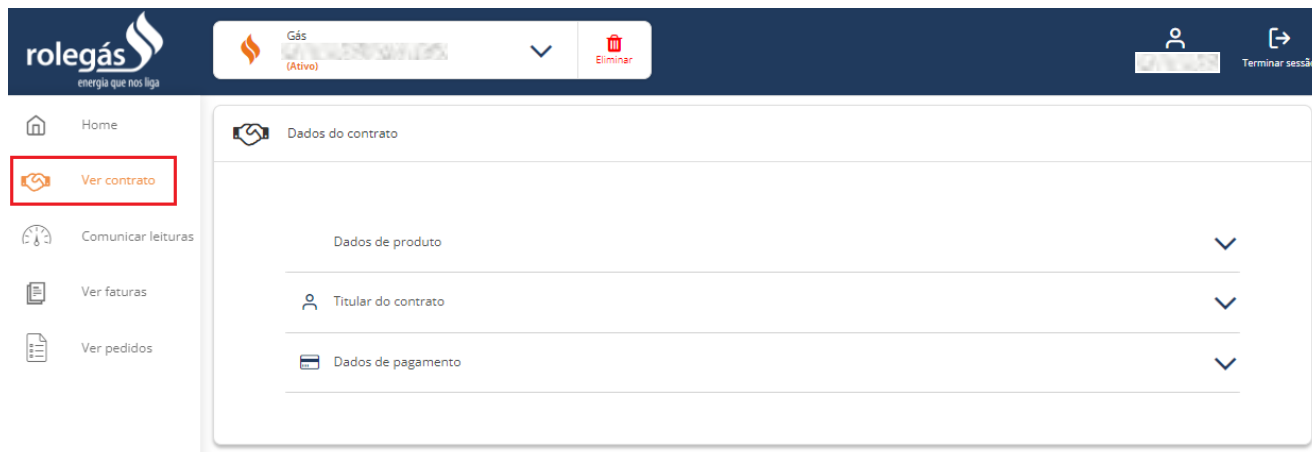 rolegás
energia que nos liga
Gás
(Ativo)
Eliminar
Terminar sessã
Home
Ver contrato
Comunicar leituras
Ver faturas
Ver pedidos
Dados do contrato
Dados de produto
Titular do contrato
Dados de pagamento